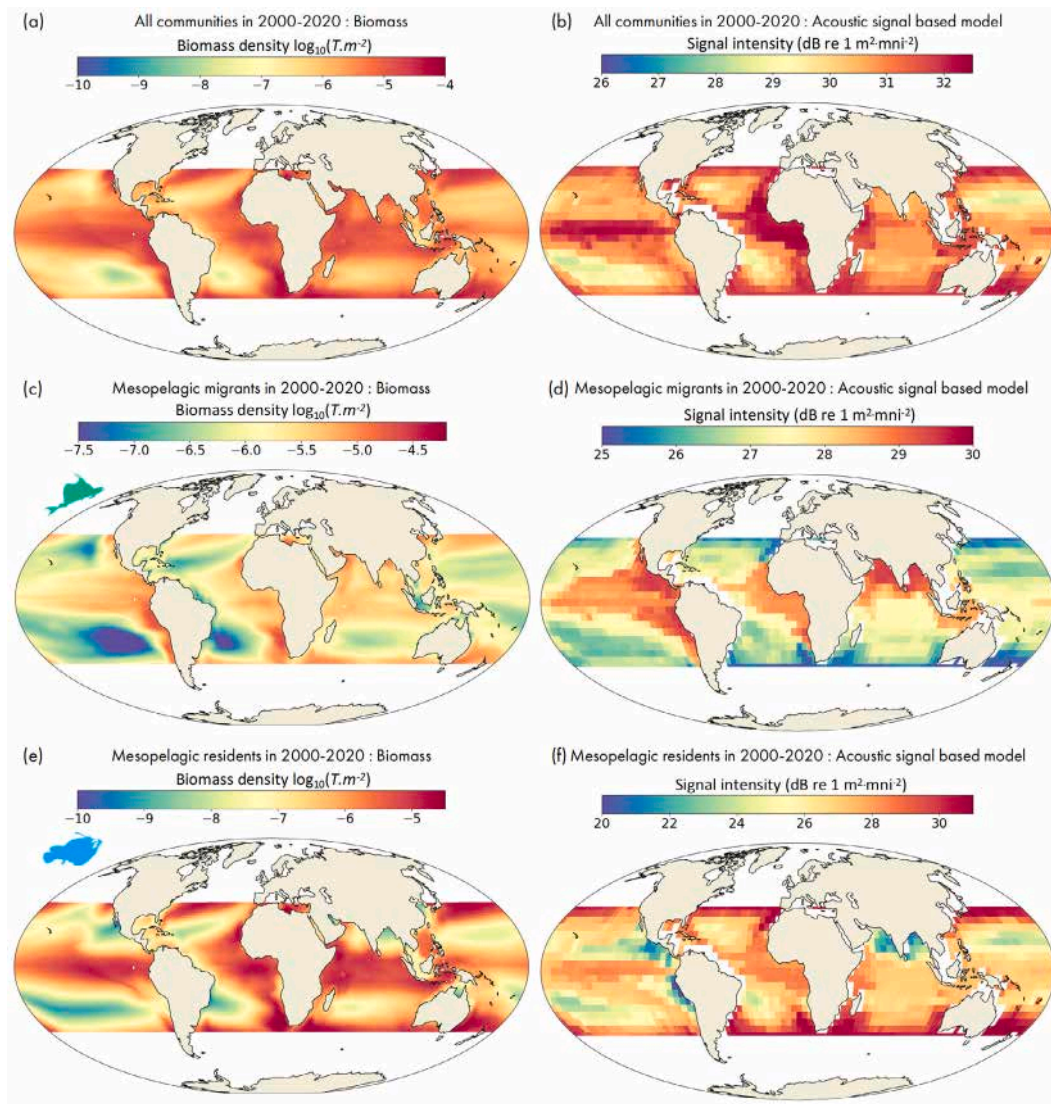 (a) All communities in 2000-2020 : Biomass
Biomass density log₁₀(T.m⁻²)
−10 −9 −8 −7 −6 −5 −4
(b) All communities in 2000-2020 : Acoustic signal based model
Signal intensity (dB re 1 m²·mni⁻²)
26 27 28 29 30 31 32
(c) Mesopelagic migrants in 2000-2020 : Biomass
Biomass density log₁₀(T.m⁻²)
−7.5 −7.0 −6.5 −6.0 −5.5 −5.0 −4.5
(d) Mesopelagic migrants in 2000-2020 : Acoustic signal based model
Signal intensity (dB re 1 m²·mni⁻²)
25 26 27 28 29 30
(e) Mesopelagic residents in 2000-2020 : Biomass
Biomass density log₁₀(T.m⁻²)
−10 −9 −8 −7 −6 −5
(f) Mesopelagic residents in 2000-2020 : Acoustic signal based model
Signal intensity (dB re 1 m²·mni⁻²)
20 22 24 26 28 30